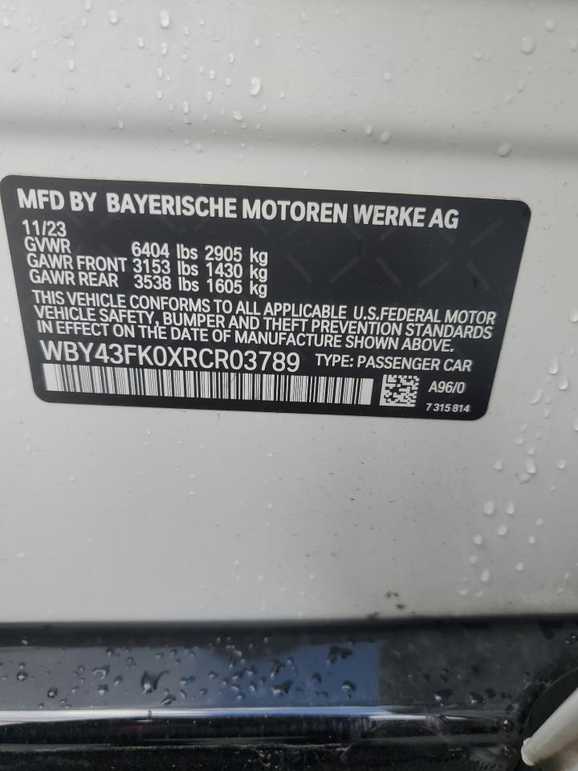 MFD BY BAYERISCHE MOTOREN WERKE AG
11/23
GVWR 6404 lbs 2905 kg
GAWR FRONT 3153 lbs 1430 kg
GAWR REAR 3538 lbs 1605 kg
THIS VEHICLE CONFORMS TO ALL APPLICABLE U.S.FEDERAL MOTOR
VEHICLE SAFETY, BUMPER AND THEFT PREVENTION STANDARDS
IN EFFECT ON THE DATE OF MANUFACTURE SHOWN ABOVE.
WBY43FK0XRCR03789 TYPE: PASSENGER CAR
A96/0
7 315 814